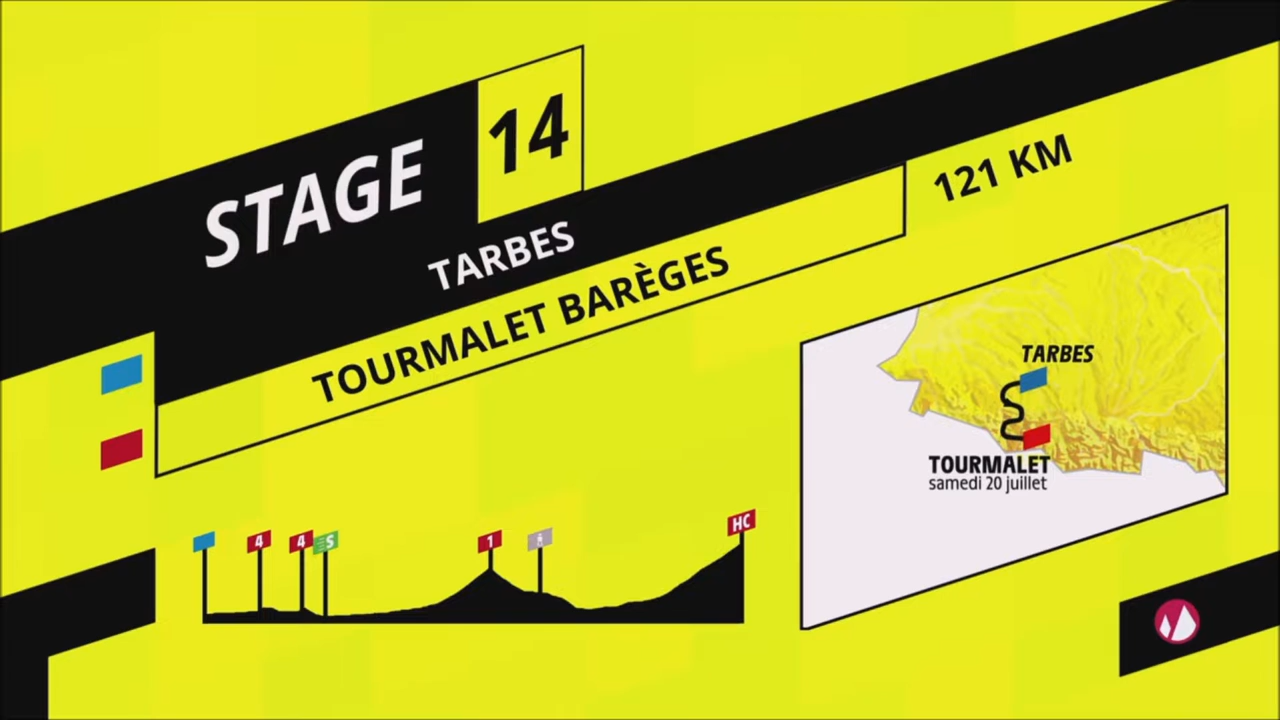 STAGE 14
TARBES
TOURMALET BARÈGES
121 KM
TARBES
TOURMALET
samedi 20 juillet
4
4
S
1
HC